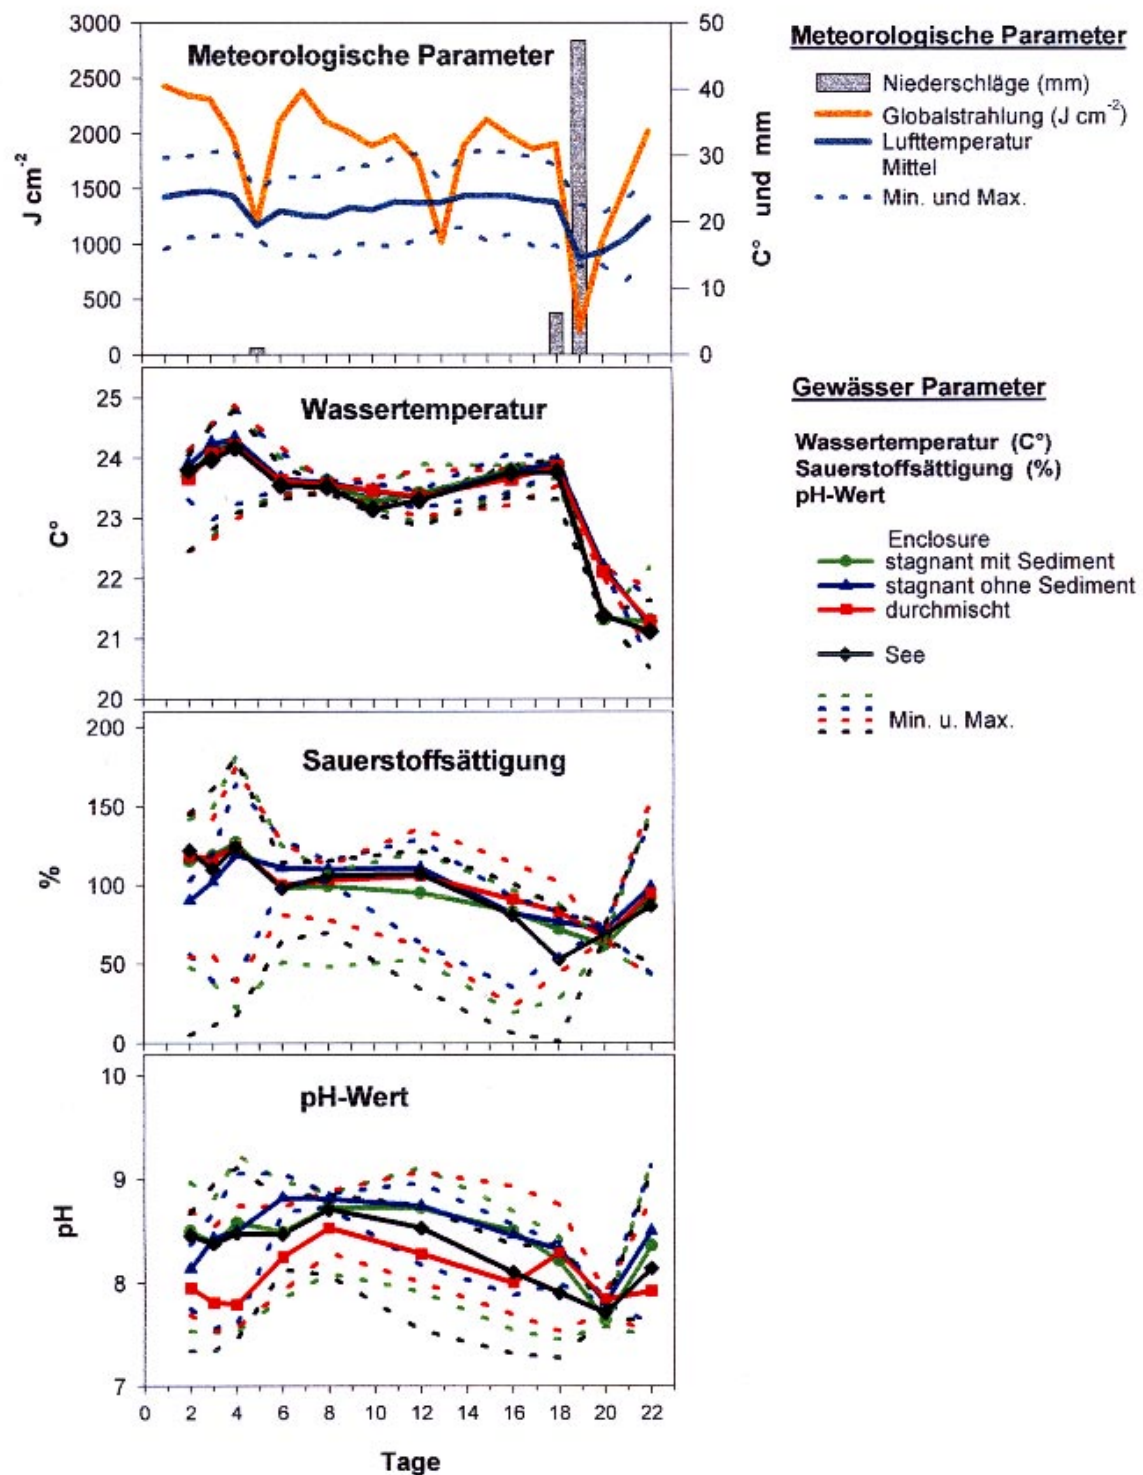 Meteorologische Parameter
3000
2500
2000
1500
1000
500
0
J cm⁻²
50
40
30
20
10
0
C° und mm
Meteorologische Parameter
Niederschläge (mm)
Globalstrahlung (J cm⁻²)
Lufttemperatur
Mittel
Min. und Max.
Wassertemperatur
25
24
23
22
21
20
C°
Gewässer Parameter
Wassertemperatur (C°)
Sauerstoffsättigung (%)
pH-Wert
Enclosure
stagnant mit Sediment
stagnant ohne Sediment
durchmischt
See
Min. u. Max.
Sauerstoffsättigung
200
150
100
50
0
%
pH-Wert
10
9
8
7
pH
0 2 4 6 8 10 12 14 16 18 20 22
Tage